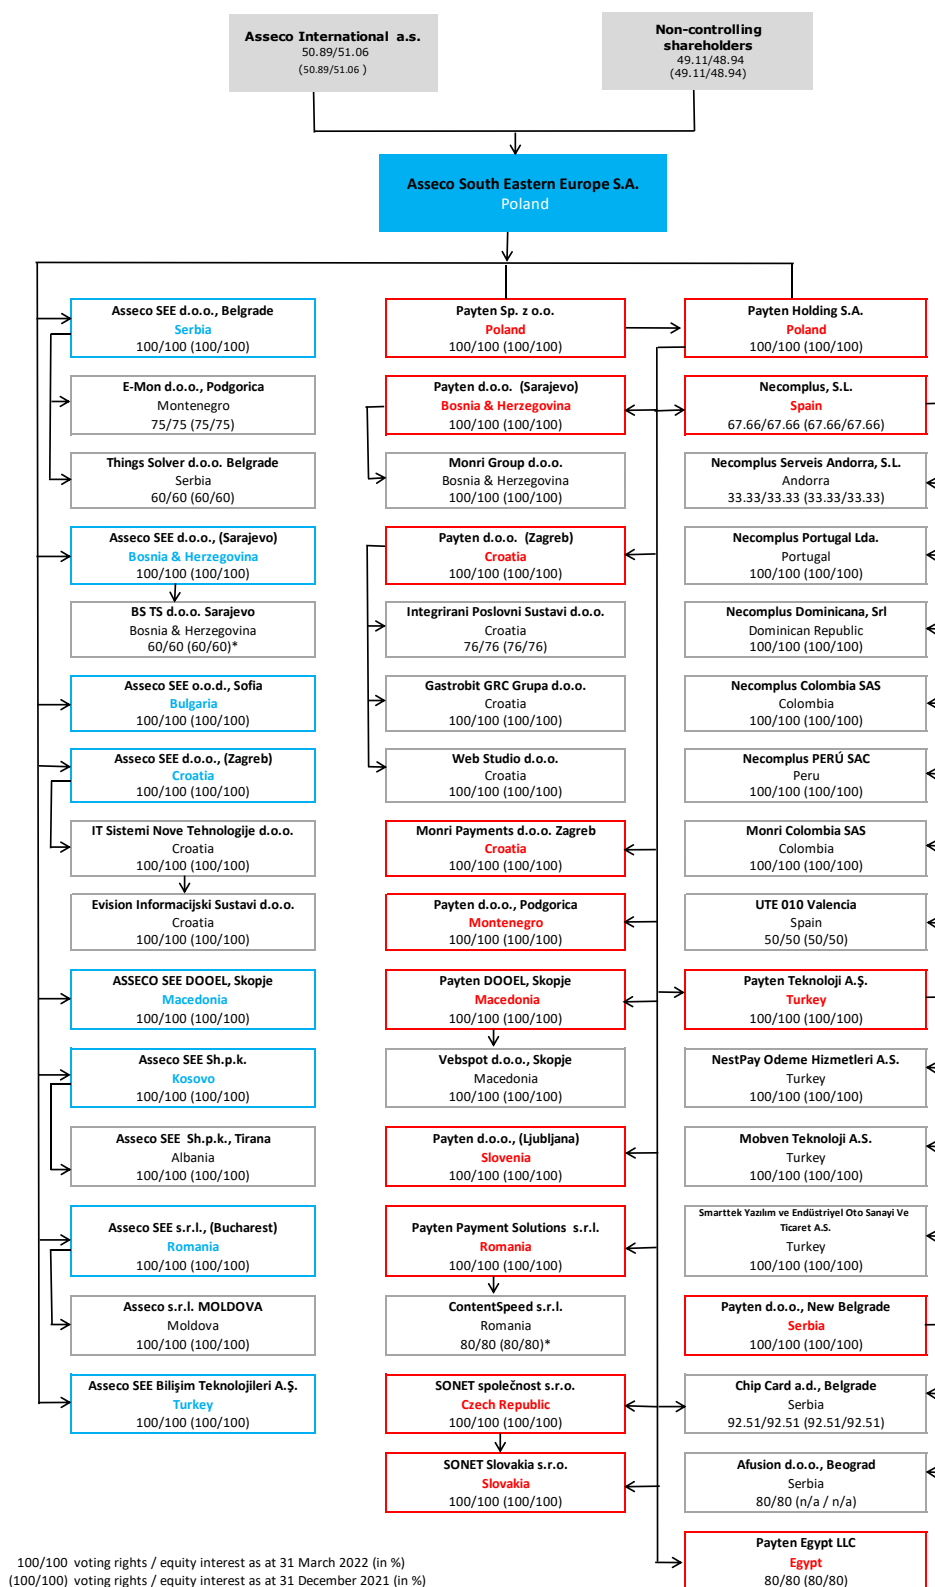 Asseco International a.s.
50.89/51.06
(50.89/51.06 )
Non-controlling
shareholders
49.11/48.94
(49.11/48.94)
Asseco South Eastern Europe S.A.
Poland
Asseco SEE d.o.o., Belgrade
Serbia
100/100 (100/100)
E-Mon d.o.o., Podgorica
Montenegro
75/75 (75/75)
Things Solver d.o.o. Belgrade
Serbia
60/60 (60/60)
Asseco SEE d.o.o., (Sarajevo)
Bosnia & Herzegovina
100/100 (100/100)
BS TS d.o.o. Sarajevo
Bosnia & Herzegovina
60/60 (60/60)*
Asseco SEE o.o.d., Sofia
Bulgaria
100/100 (100/100)
Asseco SEE d.o.o., (Zagreb)
Croatia
100/100 (100/100)
IT Sistemi Nove Tehnologije d.o.o.
Croatia
100/100 (100/100)
Evision Informacijski Sustavi d.o.o.
Croatia
100/100 (100/100)
ASSECO SEE DOOEL, Skopje
Macedonia
100/100 (100/100)
Asseco SEE Sh.p.k.
Kosovo
100/100 (100/100)
Asseco SEE Sh.p.k., Tirana
Albania
100/100 (100/100)
Asseco SEE s.r.l., (Bucharest)
Romania
100/100 (100/100)
Asseco s.r.l. MOLDOVA
Moldova
100/100 (100/100)
Asseco SEE Bilişim Teknolojileri A.Ş.
Turkey
100/100 (100/100)
Payten Sp. z o.o.
Poland
100/100 (100/100)
Payten d.o.o. (Sarajevo)
Bosnia & Herzegovina
100/100 (100/100)
Monri Group d.o.o.
Bosnia & Herzegovina
100/100 (100/100)
Payten d.o.o. (Zagreb)
Croatia
100/100 (100/100)
Integrirani Poslovni Sustavi d.o.o.
Croatia
76/76 (76/76)
Gastrobit GRC Grupa d.o.o.
Croatia
100/100 (100/100)
Web Studio d.o.o.
Croatia
100/100 (100/100)
Monri Payments d.o.o. Zagreb
Croatia
100/100 (100/100)
Payten d.o.o., Podgorica
Montenegro
100/100 (100/100)
Payten DOOEL, Skopje
Macedonia
100/100 (100/100)
Vebspot d.o.o., Skopje
Macedonia
100/100 (100/100)
Payten d.o.o., (Ljubljana)
Slovenia
100/100 (100/100)
Payten Payment Solutions s.r.l.
Romania
100/100 (100/100)
ContentSpeed s.r.l.
Romania
80/80 (80/80)*
SONET společnost s.r.o.
Czech Republic
100/100 (100/100)
SONET Slovakia s.r.o.
Slovakia
100/100 (100/100)
Payten Holding S.A.
Poland
100/100 (100/100)
Necomplus, S.L.
Spain
67.66/67.66 (67.66/67.66)
Necomplus Serveis Andorra, S.L.
Andorra
33.33/33.33 (33.33/33.33)
Necomplus Portugal Lda.
Portugal
100/100 (100/100)
Necomplus Dominicana, Srl
Dominican Republic
100/100 (100/100)
Necomplus Colombia SAS
Colombia
100/100 (100/100)
Necomplus PERÚ SAC
Peru
100/100 (100/100)
Monri Colombia SAS
Colombia
100/100 (100/100)
UTE 010 Valencia
Spain
50/50 (50/50)
Payten Teknoloji A.Ş.
Turkey
100/100 (100/100)
NestPay Odeme Hizmetleri A.S.
Turkey
100/100 (100/100)
Mobven Teknoloji A.S.
Turkey
100/100 (100/100)
Smarttek Yazılım ve Endüstriyel Oto Sanayi Ve
Ticaret A.S.
Turkey
100/100 (100/100)
Payten d.o.o., New Belgrade
Serbia
100/100 (100/100)
Chip Card a.d., Belgrade
Serbia
92.51/92.51 (92.51/92.51)
Afusion d.o.o., Beograd
Serbia
80/80 (n/a / n/a)
Payten Egypt LLC
Egypt
80/80 (80/80)
100/100 voting rights / equity interest as at 31 March 2022 (in %)
(100/100) voting rights / equity interest as at 31 December 2021 (in %)